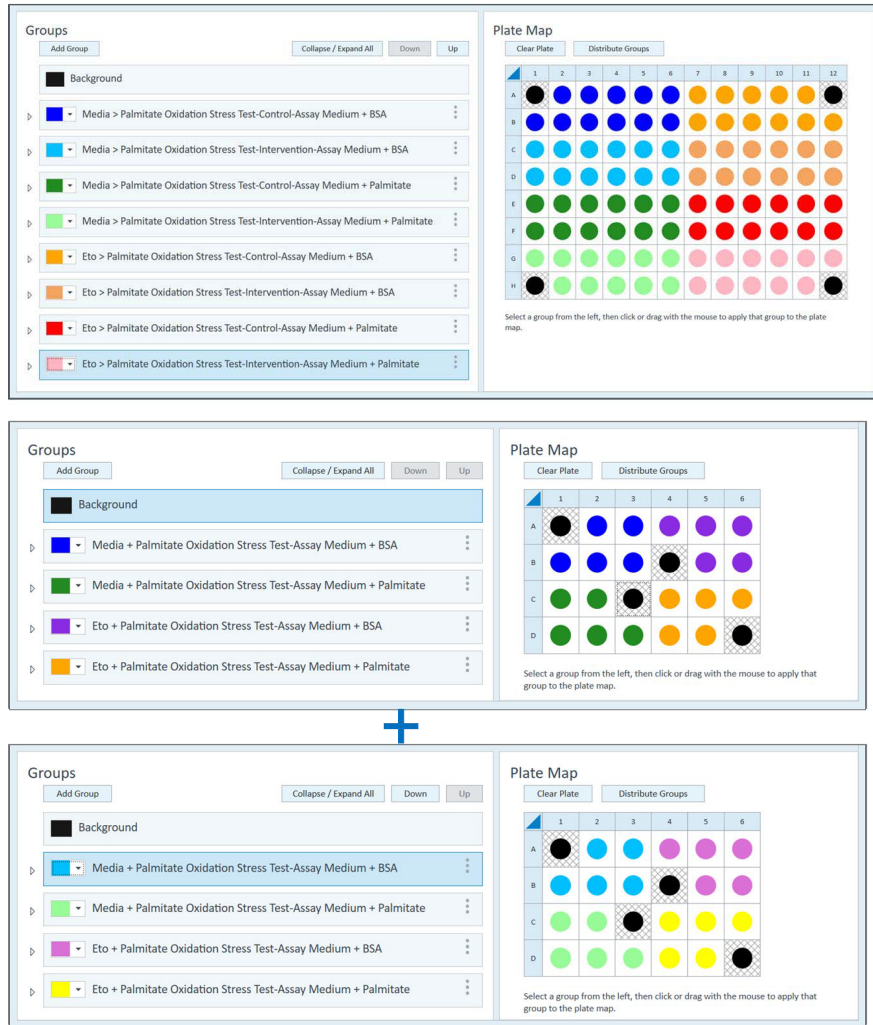 Groups
Add Group
Collapse / Expand All
Down
Up
Background
Media > Palmitate Oxidation Stress Test-Control-Assay Medium + BSA
Media > Palmitate Oxidation Stress Test-Intervention-Assay Medium + BSA
Media > Palmitate Oxidation Stress Test-Control-Assay Medium + Palmitate
Media > Palmitate Oxidation Stress Test-Intervention-Assay Medium + Palmitate
Eto > Palmitate Oxidation Stress Test-Control-Assay Medium + BSA
Eto > Palmitate Oxidation Stress Test-Intervention-Assay Medium + BSA
Eto > Palmitate Oxidation Stress Test-Control-Assay Medium + Palmitate
Eto > Palmitate Oxidation Stress Test-Intervention-Assay Medium + Palmitate
Plate Map
Clear Plate
Distribute Groups
1 2 3 4 5 6 7 8 9 10 11 12
A
B
C
D
E
F
G
H
Select a group from the left, then click or drag with the mouse to apply that group to the plate
map.
Groups
Add Group
Collapse / Expand All
Down
Up
Background
Media + Palmitate Oxidation Stress Test-Assay Medium + BSA
Media + Palmitate Oxidation Stress Test-Assay Medium + Palmitate
Eto + Palmitate Oxidation Stress Test-Assay Medium + BSA
Eto + Palmitate Oxidation Stress Test-Assay Medium + Palmitate
Plate Map
Clear Plate
Distribute Groups
1 2 3 4 5 6
A
B
C
D
Select a group from the left, then click or drag with the mouse to apply that
group to the plate map.
+
Groups
Add Group
Collapse / Expand All
Down
Up
Background
Media + Palmitate Oxidation Stress Test-Assay Medium + BSA
Media + Palmitate Oxidation Stress Test-Assay Medium + Palmitate
Eto + Palmitate Oxidation Stress Test-Assay Medium + BSA
Eto + Palmitate Oxidation Stress Test-Assay Medium + Palmitate
Plate Map
Clear Plate
Distribute Groups
1 2 3 4 5 6
A
B
C
D
Select a group from the left, then click or drag with the mouse to apply that
group to the plate map.